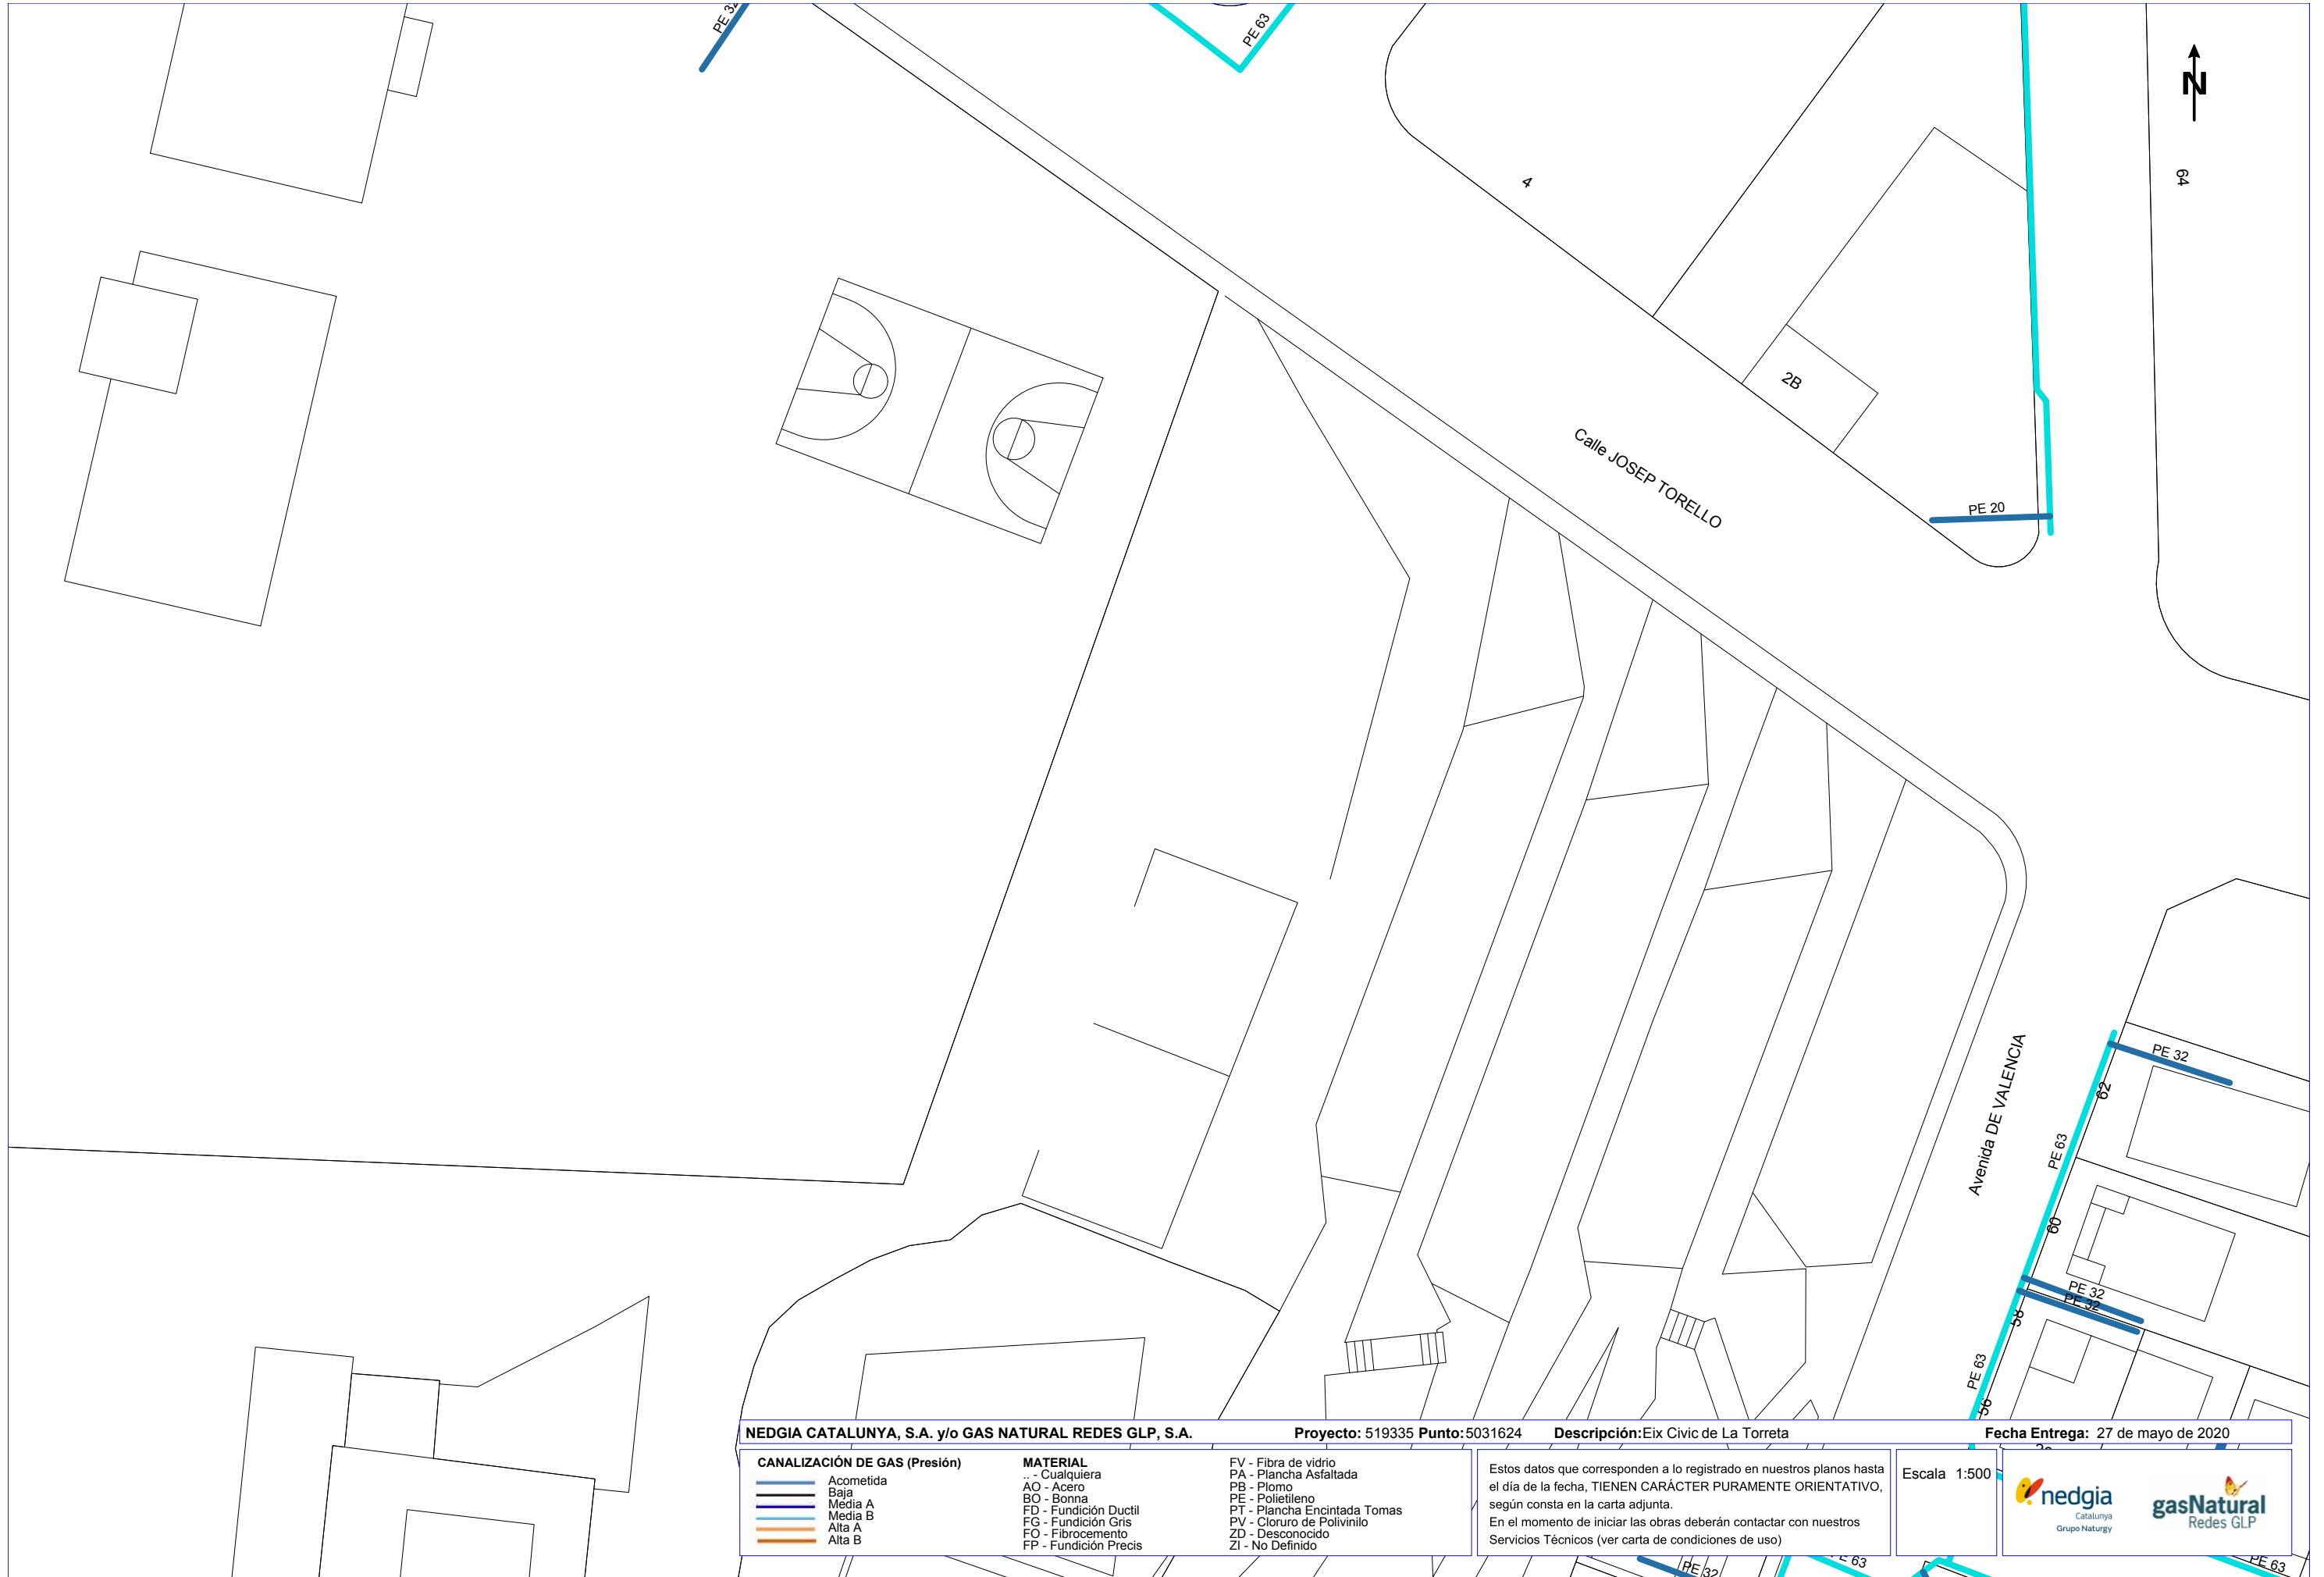 PE 32
PE 63
N
64
4
2B
Calle JOSEP TORELLO
PE 20
Avenida DE VALENCIA
PE 32
62
PE 63
60
PE 32
PE 32
58
PE 63
56
NEDGIA CATALUNYA, S.A. y/o GAS NATURAL REDES GLP, S.A. Proyecto: 519335 Punto:5031624 Descripción:Eix Civic de La Torreta Fecha Entrega: 27 de mayo de 2020
CANALIZACIÓN DE GAS (Presión)
Acometida
Baja
Media A
Media B
Alta A
Alta B
MATERIAL
.. - Cualquiera
AO - Acero
BO - Bonna
FD - Fundición Ductil
FG - Fundición Gris
FO - Fibrocemento
FP - Fundición Precis
FV - Fibra de vidrio
PA - Plancha Asfaltada
PB - Plomo
PE - Polietileno
PT - Plancha Encintada Tomas
PV - Cloruro de Polivinilo
ZD - Desconocido
ZI - No Definido
Estos datos que corresponden a lo registrado en nuestros planos hasta
el día de la fecha, TIENEN CARÁCTER PURAMENTE ORIENTATIVO,
según consta en la carta adjunta.
En el momento de iniciar las obras deberán contactar con nuestros
Servicios Técnicos (ver carta de condiciones de uso)
Escala 1:500
nedgia
Catalunya
Grupo Naturgy
gasNatural
Redes GLP
PE 32
PE 63
PE 63